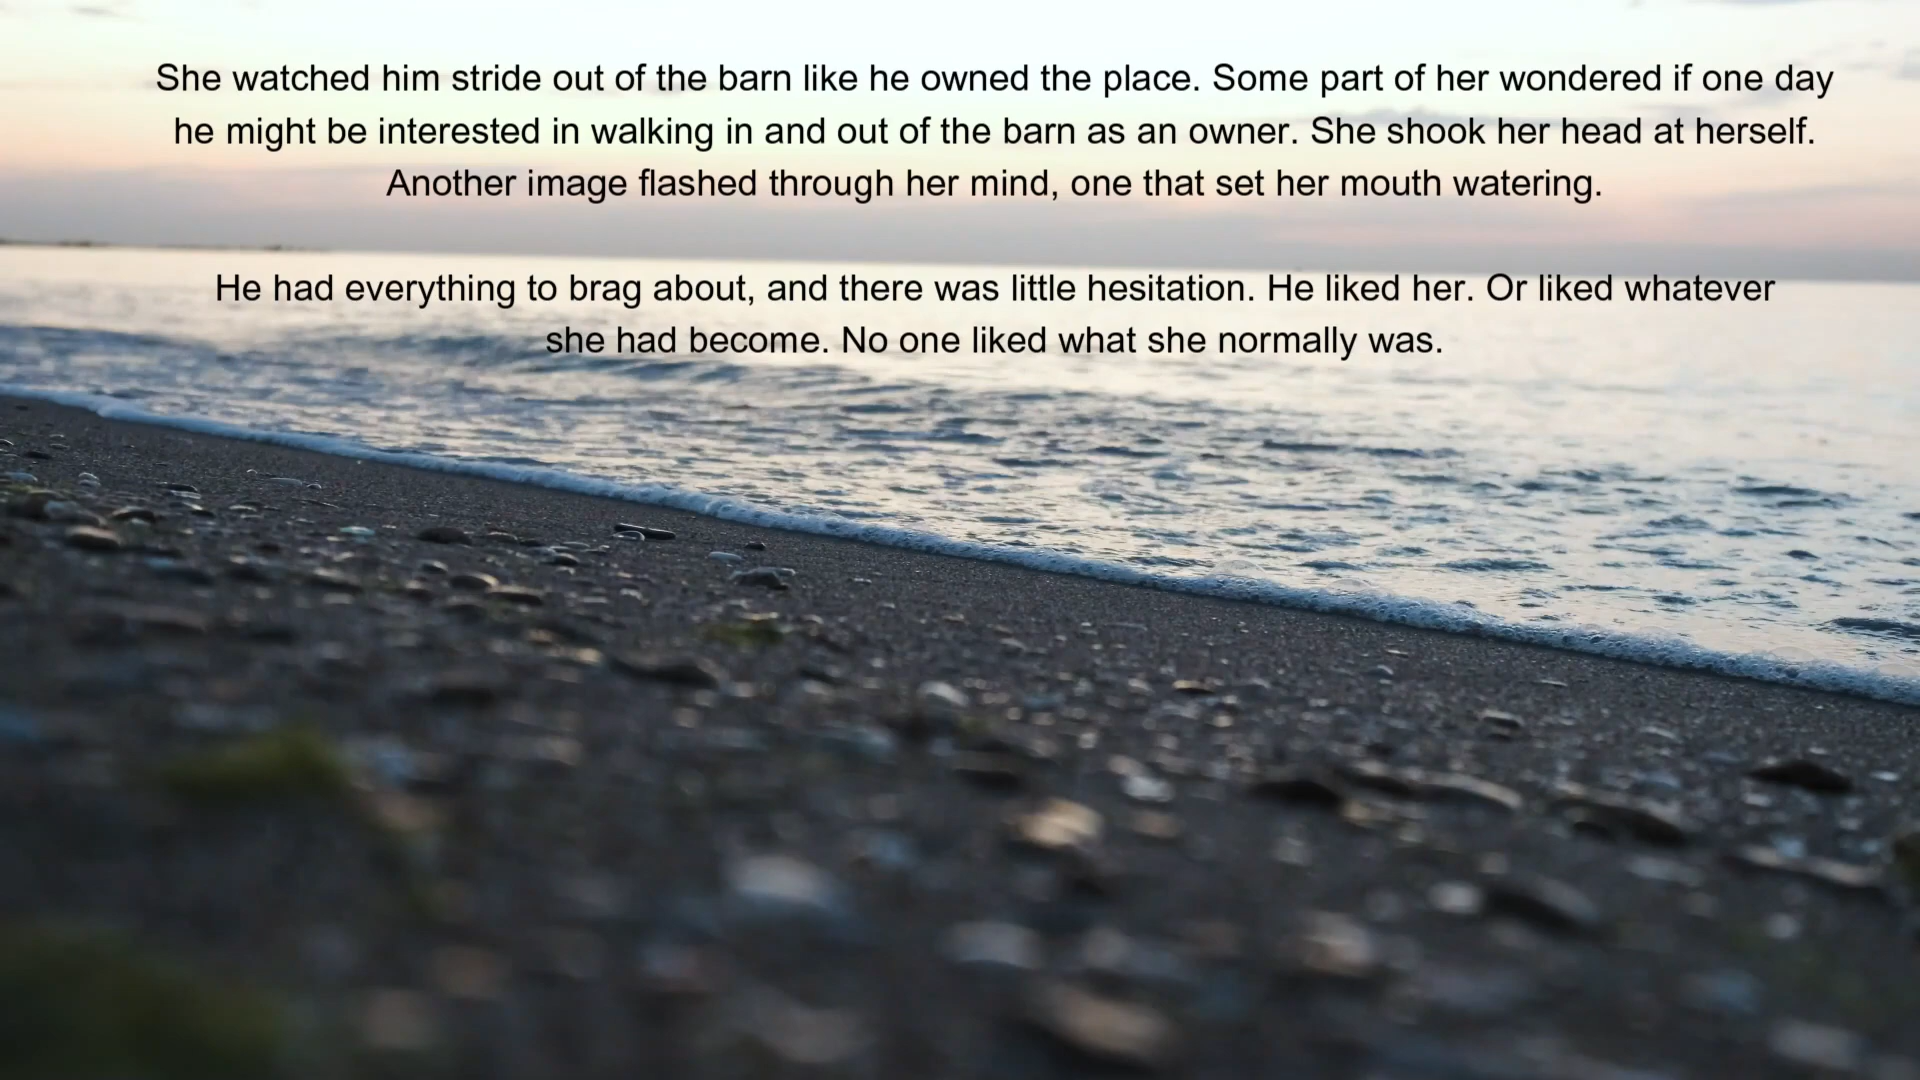 She watched him stride out of the barn like he owned the place. Some part of her wondered if one day
he might be interested in walking in and out of the barn as an owner. She shook her head at herself.
Another image flashed through her mind, one that set her mouth watering.
He had everything to brag about, and there was little hesitation. He liked her. Or liked whatever
she had become. No one liked what she normally was.